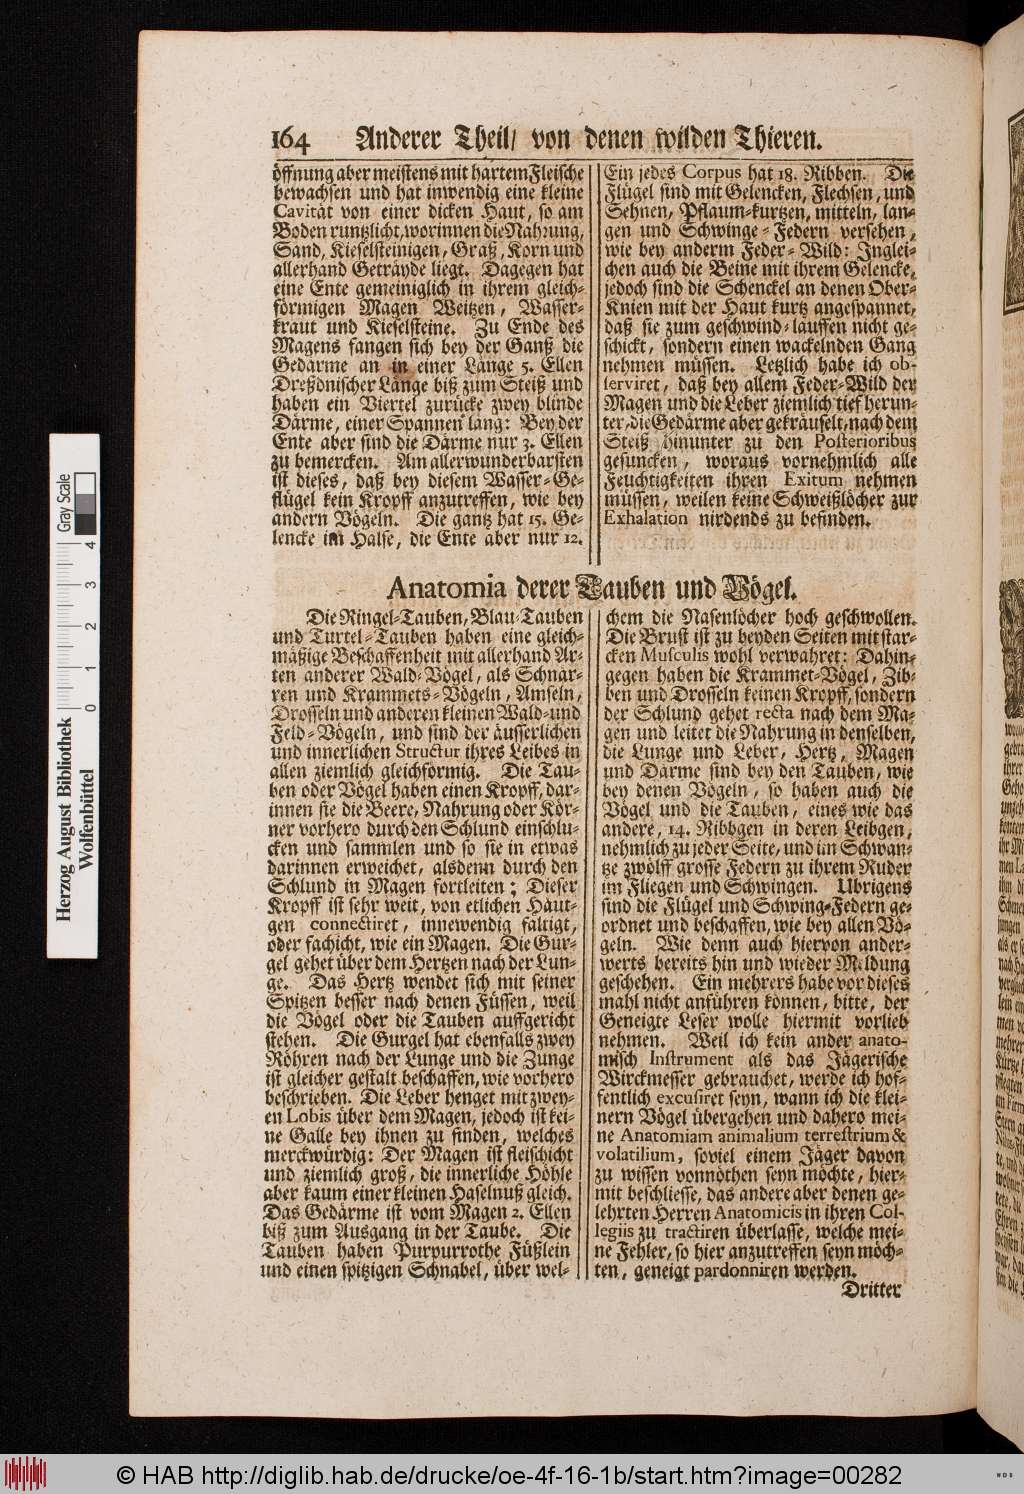 164 Anderer Theil/ von denen wilden Thieren.
öffnung aber meistens mit hartem Fleische
bewachsen und hat inwendig eine kleine
Cavität von einer dicken Haut, so am
Boden runtzlicht, worinnen die Nahrung,
Sand, Kieselsteinigen, Graß, Korn und
allerhand Geträyde liegt. Dagegen hat
eine Ente gemeiniglich in ihrem gleich-
förmigen Magen Weitzen, Wasser-
kraut und Kieselsteine. Zu Ende des
Magens fangen sich bey der Ganß die
Gedärme an in einer Länge 5. Ellen
Dreßdnischer Länge biß zum Steiß und
haben ein Viertel zurücke zwey blinde
Därme, einer Spannen lang: Bey der
Ente aber sind die Därme nur 3. Ellen
zu bemercken. Am allerwunderbarsten
ist dieses, daß bey diesem Wasser-Ge-
flügel kein Kropff anzutreffen, wie bey
andern Vögeln. Die gantz hat 15. Ge-
lencke im Halse, die Ente aber nur 12.
Ein jedes Corpus hat 18. Ribben. Die
Flügel sind mit Gelencken, Flechsen, und
Sehnen, Pflaum-kurtzen, mitteln, lan-
gen und Schwinge-Federn versehen,
wie bey anderm Feder-Wild: Inglei-
chen auch die Beine mit ihrem Gelencke,
jedoch sind die Schenckel an denen Ober-
Knien mit der Haut kurtz angespannet,
daß sie zum geschwind-lauffen nicht ge-
schickt, sondern einen wackelnden Gang
nehmen müssen. Letzlich habe ich ob-
serviret, daß bey allem Feder-Wild der
Magen und die Leber ziemlich tief herun-
ter, die Gedärme aber gekräufelt, nach dem
Steiß hinunter zu den Posterioribus
gesuncken, woraus vornehmlich alle
Feuchtigkeiten ihren Exitum nehmen
müssen, weilen keine Schweißlöcher zur
Exhalation nirdends zu befinden.
Anatomia derer Tauben und Vögel.
Die Ringel-Tauben, Blau-Tauben
und Turtel-Tauben haben eine gleich-
mäßige Beschaffenheit mit allerhand Ar-
ten anderer Wald-Vögel, als Schnar-
ren und Krammets-Vögeln, Amseln,
Drosseln und anderen kleinen Wald-und
Feld-Vögeln, und sind der äusserlichen
und innerlichen Structur ihres Leibes in
allen ziemlich gleichförmig. Die Tau-
ben oder Vögel haben einen Kropff, dar-
innen sie die Beere, Nahrung oder Kör-
ner vorhero durch den Schlund einschlu-
cken und sammlen und so sie in etwas
darinnen erweichet, alsdenn durch den
Schlund in Magen fortleiten; Dieser
Kropff ist sehr weit, von etlichen Häut-
gen connectiret, innewendig faltigt,
oder fachicht, wie ein Magen. Die Gur-
gel gehet über dem Hertzen nach der Lun-
ge. Das Hertz wendet sich mit seiner
Spitzen besser nach denen Füssen, weil
die Vögel oder die Tauben auffgericht
stehen. Die Gurgel hat ebenfalls zwey
Röhren nach der Lunge und die Zunge
ist gleicher gestalt beschaffen, wie vorhero
beschrieben. Die Leber henget mit zwey-
en Lobis über dem Magen, jedoch ist kei-
ne Galle bey ihnen zu finden, welches
merckwürdig: Der Magen ist fleischicht
und ziemlich groß, die innerliche Höhle
aber kaum einer kleinen Haselnuß gleich.
Das Gedärme ist vom Magen 2. Ellen
biß zum Ausgang in der Taube. Die
Tauben haben Purpurrothe Füßlein
und einen spitzigen Schnabel, über wel-
chem die Nasenlöcher hoch geschwollen.
Die Brust ist zu beyden Seiten mit star-
cken Musculis wohl verwahret: Dahin-
gegen haben die Krammet-Vögel, Zib-
ben und Drosseln keinen Kropff, sondern
der Schlund gehet recta nach dem Ma-
gen und leitet die Nahrung in denselben,
die Lunge und Leber, Hertz, Magen
und Därme sind bey den Tauben, wie
bey denen Vögeln, so haben auch die
Vögel und die Tauben, eines wie das
andere, 14. Ribbgen in deren Leibgen,
nehmlich zu jeder Seite, und im Schwan-
tze zwölff grosse Federn zu ihrem Ruder
im Fliegen und Schwingen. Übrigens
sind die Flügel und Schwing-Federn ge-
ordnet und beschaffen, wie bey allen Vö-
geln. Wie denn auch hiervon ander-
werts bereits hin und wieder Meldung
geschehen. Ein mehrers habe vor dieses
mahl nicht anführen können, bitte, der
Geneigte Leser wolle hiermit vorlieb
nehmen. Weil ich kein ander anato-
misch Instrument als das Jägerische
Wirckmesser gebrauchet, werde ich hof-
fentlich excusiret seyn, wann ich die klei-
nern Vögel übergehen und dahero mei-
ne Anatomiam animalium terrestrium &
volatilium, soviel einem Jäger davon
zu wissen vonnöthen seyn möchte, hier-
mit beschliesse, das andere aber denen ge-
lehrten Herren Anatomicis in ihren Col-
legiis zu tractiren überlasse, welche mei-
ne Fehler, so hier anzutreffen seyn möch-
ten, geneigt pardonniren werden.
Dritter
Herzog August Bibliothek
Wolfenbüttel
0 1 2 3 4
Gray Scale
© HAB http://diglib.hab.de/drucke/oe-4f-16-1b/start.htm?image=00282